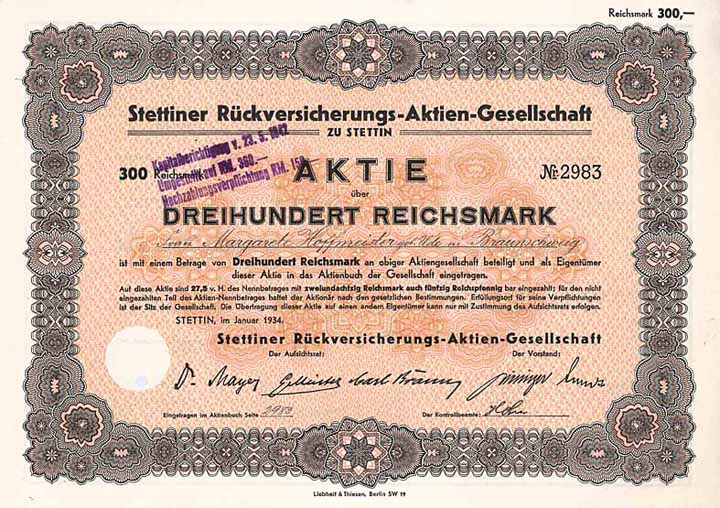 Reichsmark 300,—
Stettiner Rückversicherungs-Aktien-Gesellschaft
ZU STETTIN
Kapitalberichtigung v. 23. 5. 1942
Umgestellt auf RM. 360.—
Nachzahlungsverpflichtung RM. 150
300 Reichsmark
AKTIE
№ 2983
über
DREIHUNDERT REICHSMARK
Frau Margarete Hoffmeister in Braunschweig
ist mit einem Betrage von Dreihundert Reichsmark an obiger Aktiengesellschaft beteiligt und als Eigentümer
dieser Aktie in das Aktienbuch der Gesellschaft eingetragen.
Auf diese Aktie sind 27,5 v. H. des Nennbetrages mit zweiundachtzig Reichsmark auch fünfzig Reichspfennig bar eingezahlt; für den nicht
eingezahlten Teil des Aktien-Nennbetrages haftet der Aktionär nach den gesetzlichen Bestimmungen. Erfüllungsort für seine Verpflichtungen
ist der Sitz der Gesellschaft. Die Übertragung dieser Aktie auf einen andern Eigentümer kann nur mit Zustimmung des Aufsichtsrats erfolgen.
STETTIN, im Januar 1934.
Stettiner Rückversicherungs-Aktien-Gesellschaft
Der Aufsichtsrat: Der Vorstand:
Dr. Mayer
Eingetragen im Aktienbuch Seite 2983 Der Kontrollbeamte:
Liebheit & Thiesen, Berlin SW 19